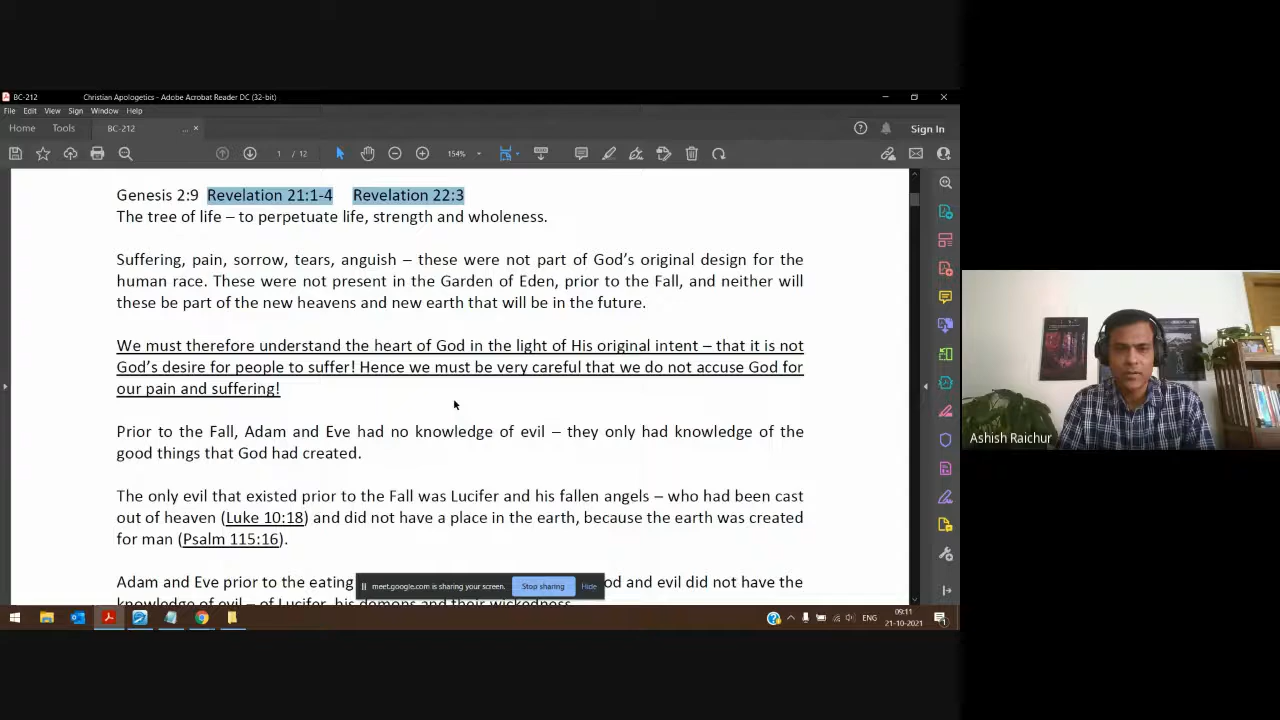 BC-212 Christian Apologetics - Adobe Acrobat Reader DC (32-bit)
File Edit View Sign Window Help
Home Tools BC-212 ... × Sign In
1 / 12 154%
Genesis 2:9 Revelation 21:1-4 Revelation 22:3
The tree of life – to perpetuate life, strength and wholeness.
Suffering, pain, sorrow, tears, anguish – these were not part of God’s original design for the
human race. These were not present in the Garden of Eden, prior to the Fall, and neither will
these be part of the new heavens and new earth that will be in the future.
We must therefore understand the heart of God in the light of His original intent – that it is not
God’s desire for people to suffer! Hence we must be very careful that we do not accuse God for
our pain and suffering!
Prior to the Fall, Adam and Eve had no knowledge of evil – they only had knowledge of the
good things that God had created.
The only evil that existed prior to the Fall was Lucifer and his fallen angels – who had been cast
out of heaven (Luke 10:18) and did not have a place in the earth, because the earth was created
for man (Psalm 115:16).
Adam and Eve prior to the eating od and evil did not have the
knowledge of evil – of Lucifer, his demons and their wickedness.
meet.google.com is sharing your screen. Stop sharing Hide
Ashish Raichur
ENG 09:11
21-10-2021